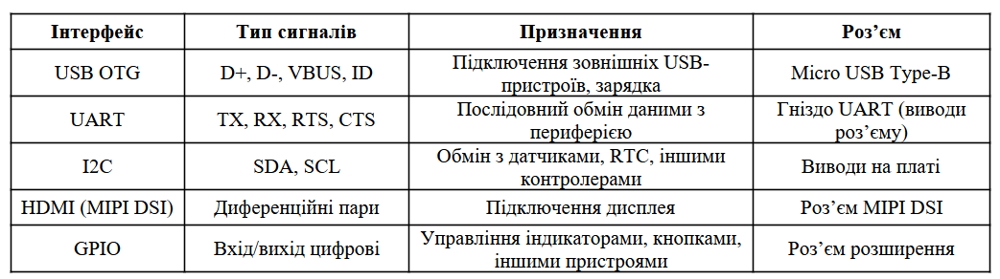 Інтерфейс Тип сигналів Призначення Роз’єм
USB OTG D+, D-, VBUS, ID Підключення зовнішніх USB-
пристроїв, зарядка Micro USB Type-B
UART TX, RX, RTS, CTS Послідовний обмін даними з
периферією Гніздо UART (виводи
роз’єму)
I2C SDA, SCL Обмін з датчиками, RTC, іншими
контролерами Виводи на платі
HDMI (MIPI DSI) Диференційні пари Підключення дисплея Роз’єм MIPI DSI
GPIO Вхід/вихід цифрові Управління індикаторами, кнопками,
іншими пристроями Роз’єм розширення